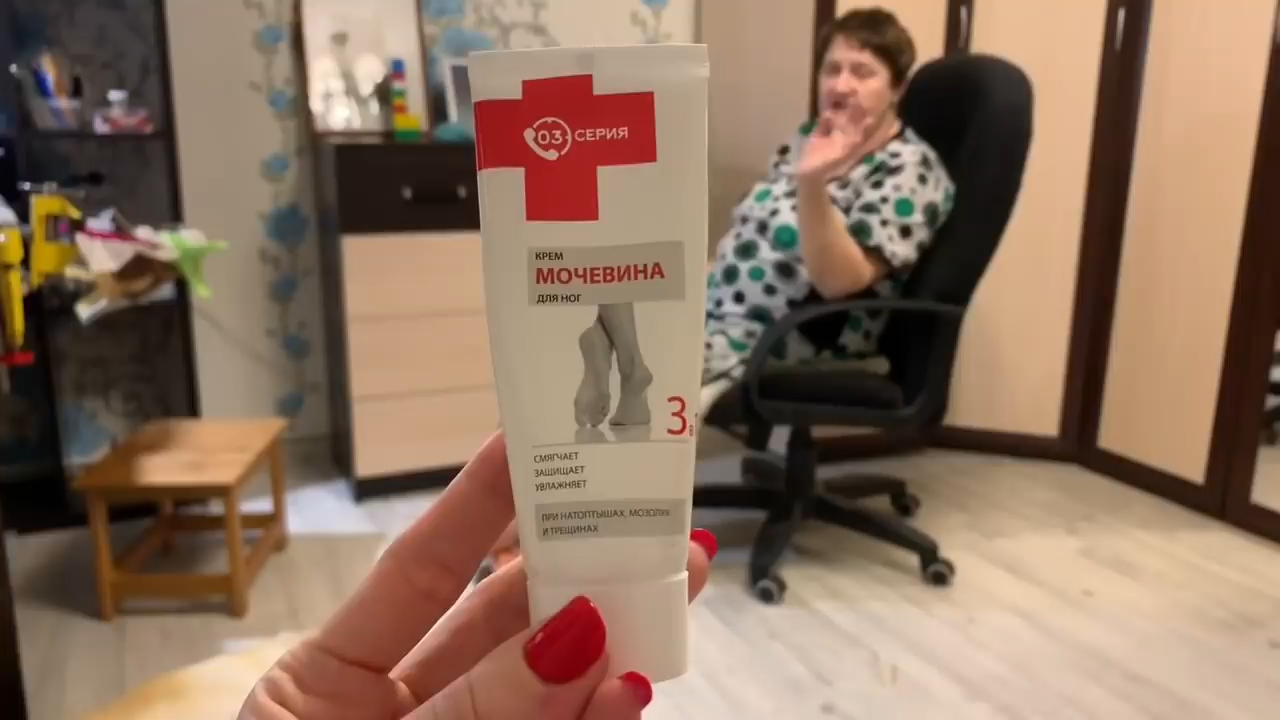 03 СЕРИЯ
КРЕМ
МОЧЕВИНА
ДЛЯ НОГ
3
СМЯГЧАЕТ
ЗАЩИЩАЕТ
УВЛАЖНЯЕТ
ПРИ НАТОПТЫШАХ, МОЗОЛЯХ
И ТРЕЩИНАХ